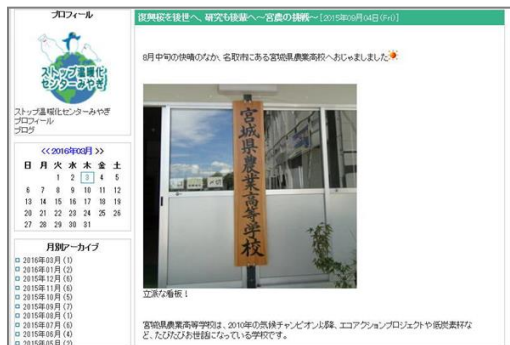 プロフィール
ストップ温暖化
センターみやぎ
ストップ温暖化センターみやぎ
プロフィール
ブログ
<<2016年03月>>
日 月 火 水 木 金 土
1 2 3 4 5
6 7 8 9 10 11 12
13 14 15 16 17 18 19
20 21 22 23 24 25 26
27 28 29 30 31
月別アーカイブ
2016年03月 (1)
2016年01月 (2)
2015年12月 (6)
2015年11月 (6)
2015年10月 (5)
2015年09月 (7)
2015年08月 (1)
2015年07月 (6)
2015年06月 (4)
2015年05月 (2)
復興桜を後世へ、研究も後輩へ～宮農の挑戦～ [2015年09月04日(Fri)]
8月中旬の快晴のなか、名取市にある宮城県農業高校へおじゃましました
宮城県農業高等学校
立派な看板！
宮城県農業高等学校は、2010年の気候チャンピオン以降、エコアクションプロジェクトや低炭素杯な
ど、たびたびお世話になっている学校です。